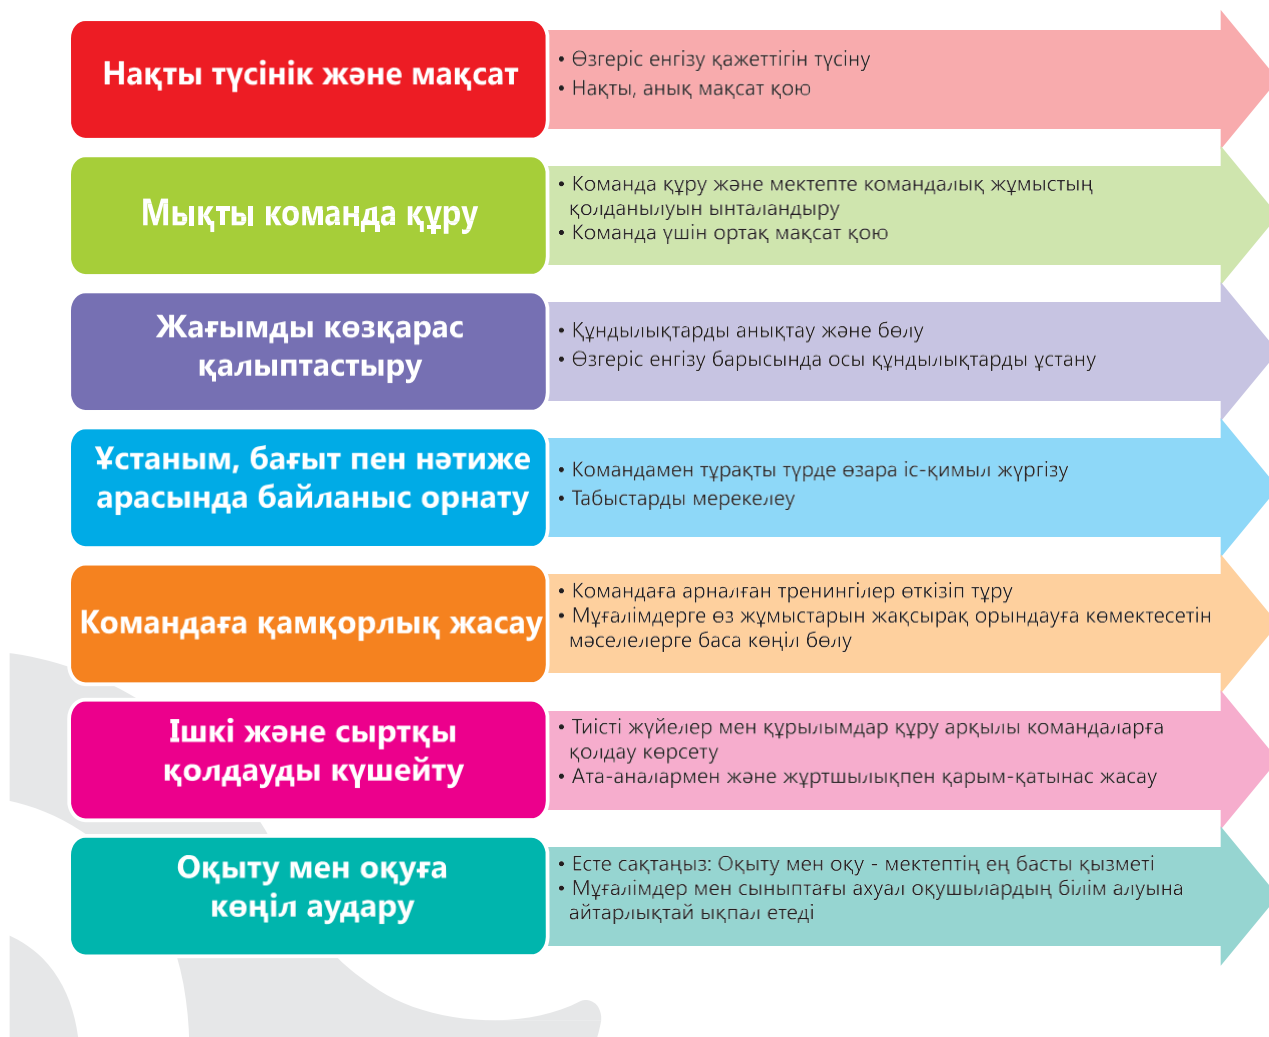 Нақты түсінік және мақсат
• Өзгеріс енгізу қажеттігін түсіну
• Нақты, анық мақсат қою
Мықты команда құру
• Команда құру және мектепте командалық жұмыстың
қолданылуын ынталандыру
• Команда үшін ортақ мақсат қою
Жағымды көзқарас
қалыптастыру
• Құндылықтарды анықтау және бөлу
• Өзгеріс енгізу барысында осы құндылықтарды ұстану
Ұстаным, бағыт пен нәтиже
арасында байланыс орнату
• Командамен тұрақты түрде өзара іс-қимыл жүргізу
• Табыстарды мерекелеу
Командаға қамқорлық жасау
• Командаға арналған тренингілер өткізіп тұру
• Мұғалімдерге өз жұмыстарын жақсырақ орындауға көмектесетін
мәселелерге баса көңіл бөлу
Ішкі және сыртқы
қолдауды күшейту
• Тиісті жүйелер мен құрылымдар құру арқылы командаларға
қолдау көрсету
• Ата-аналармен және жұртшылықпен қарым-қатынас жасау
Оқыту мен оқуға
көңіл аудару
• Есте сақтаңыз: Оқыту мен оқу - мектептің ең басты қызметі
• Мұғалімдер мен сыныптағы ахуал оқушылардың білім алуына
айтарлықтай ықпал етеді